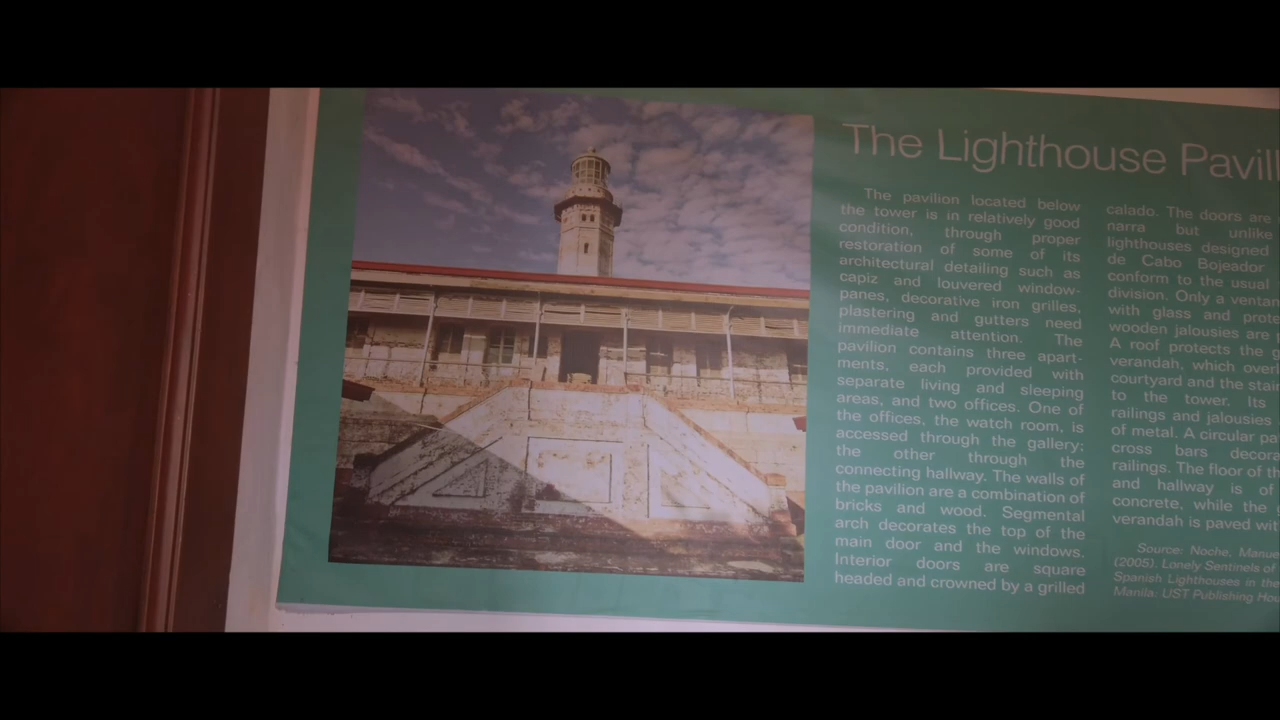 The Lighthouse Pavil
The pavilion located below
the tower is in relatively good
condition, through proper
restoration of some of its
architectural detailing such as
capiz and louvered window-
panes, decorative iron grilles,
plastering and gutters need
immediate attention. The
pavilion contains three apart-
ments, each provided with
separate living and sleeping
areas, and two offices. One of
the offices, the watch room, is
accessed through the gallery;
the other through the
connecting hallway. The walls of
the pavilion are a combination of
bricks and wood. Segmental
arch decorates the top of the
main door and the windows.
Interior doors are square
headed and crowned by a grilled
calado. The doors are
narra but unlike
lighthouses designed
de Cabo Bojeador
conform to the usual
division. Only a ventan
with glass and prote
wooden jalousies are
A roof protects the g
verandah, which overl
courtyard and the stair
to the tower. Its
railings and jalousies
of metal. A circular pa
cross bars decora
railings. The floor of th
and hallway is of
concrete, while the
verandah is paved wit
Source: Noche, Manue
(2005). Lonely Sentinels of
Spanish Lighthouses in the
Manila: UST Publishing Hou